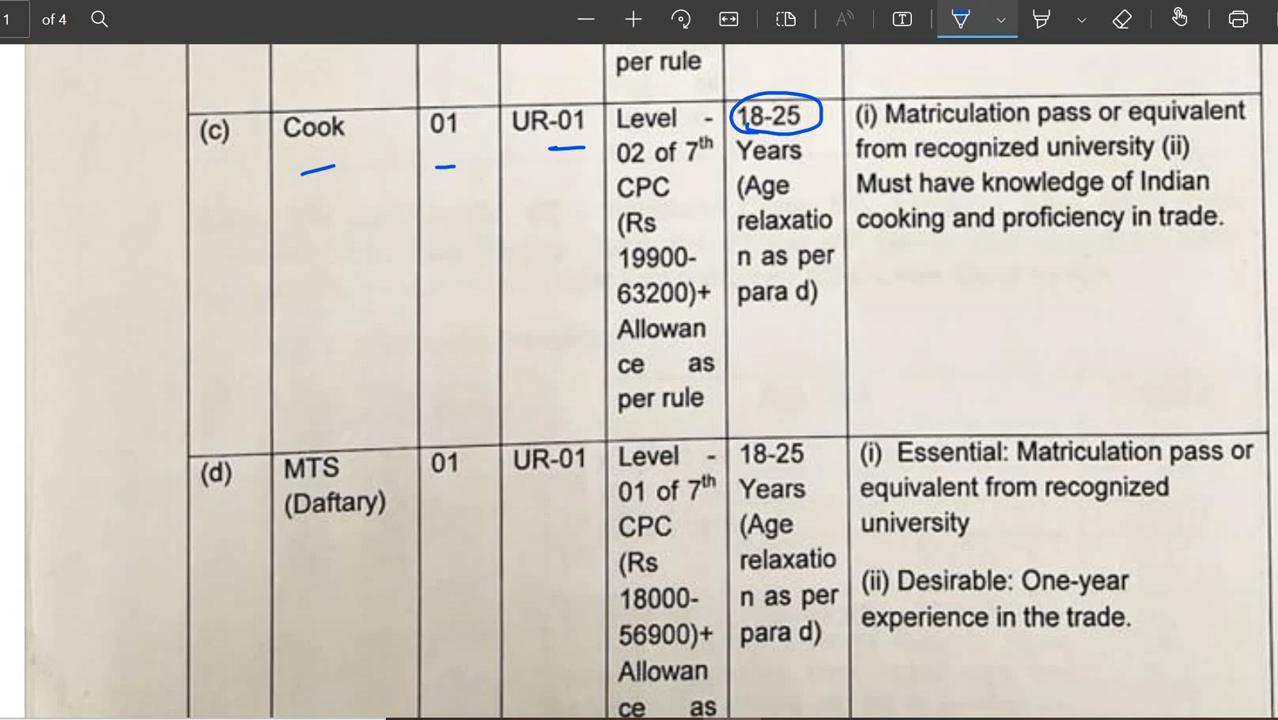 1 of 4
per rule
(c) Cook 01 UR-01 Level - 18-25 (i) Matriculation pass or equivalent
02 of 7th Years from recognized university (ii)
CPC (Age Must have knowledge of Indian
(Rs relaxatio cooking and proficiency in trade.
19900- n as per
63200)+ para d)
Allowan
ce as
per rule
(d) MTS 01 UR-01 Level - 18-25 (i) Essential: Matriculation pass or
(Daftary) 01 of 7th Years equivalent from recognized
CPC (Age university
(Rs relaxatio (ii) Desirable: One-year
18000- n as per experience in the trade.
56900)+ para d)
Allowan
ce as